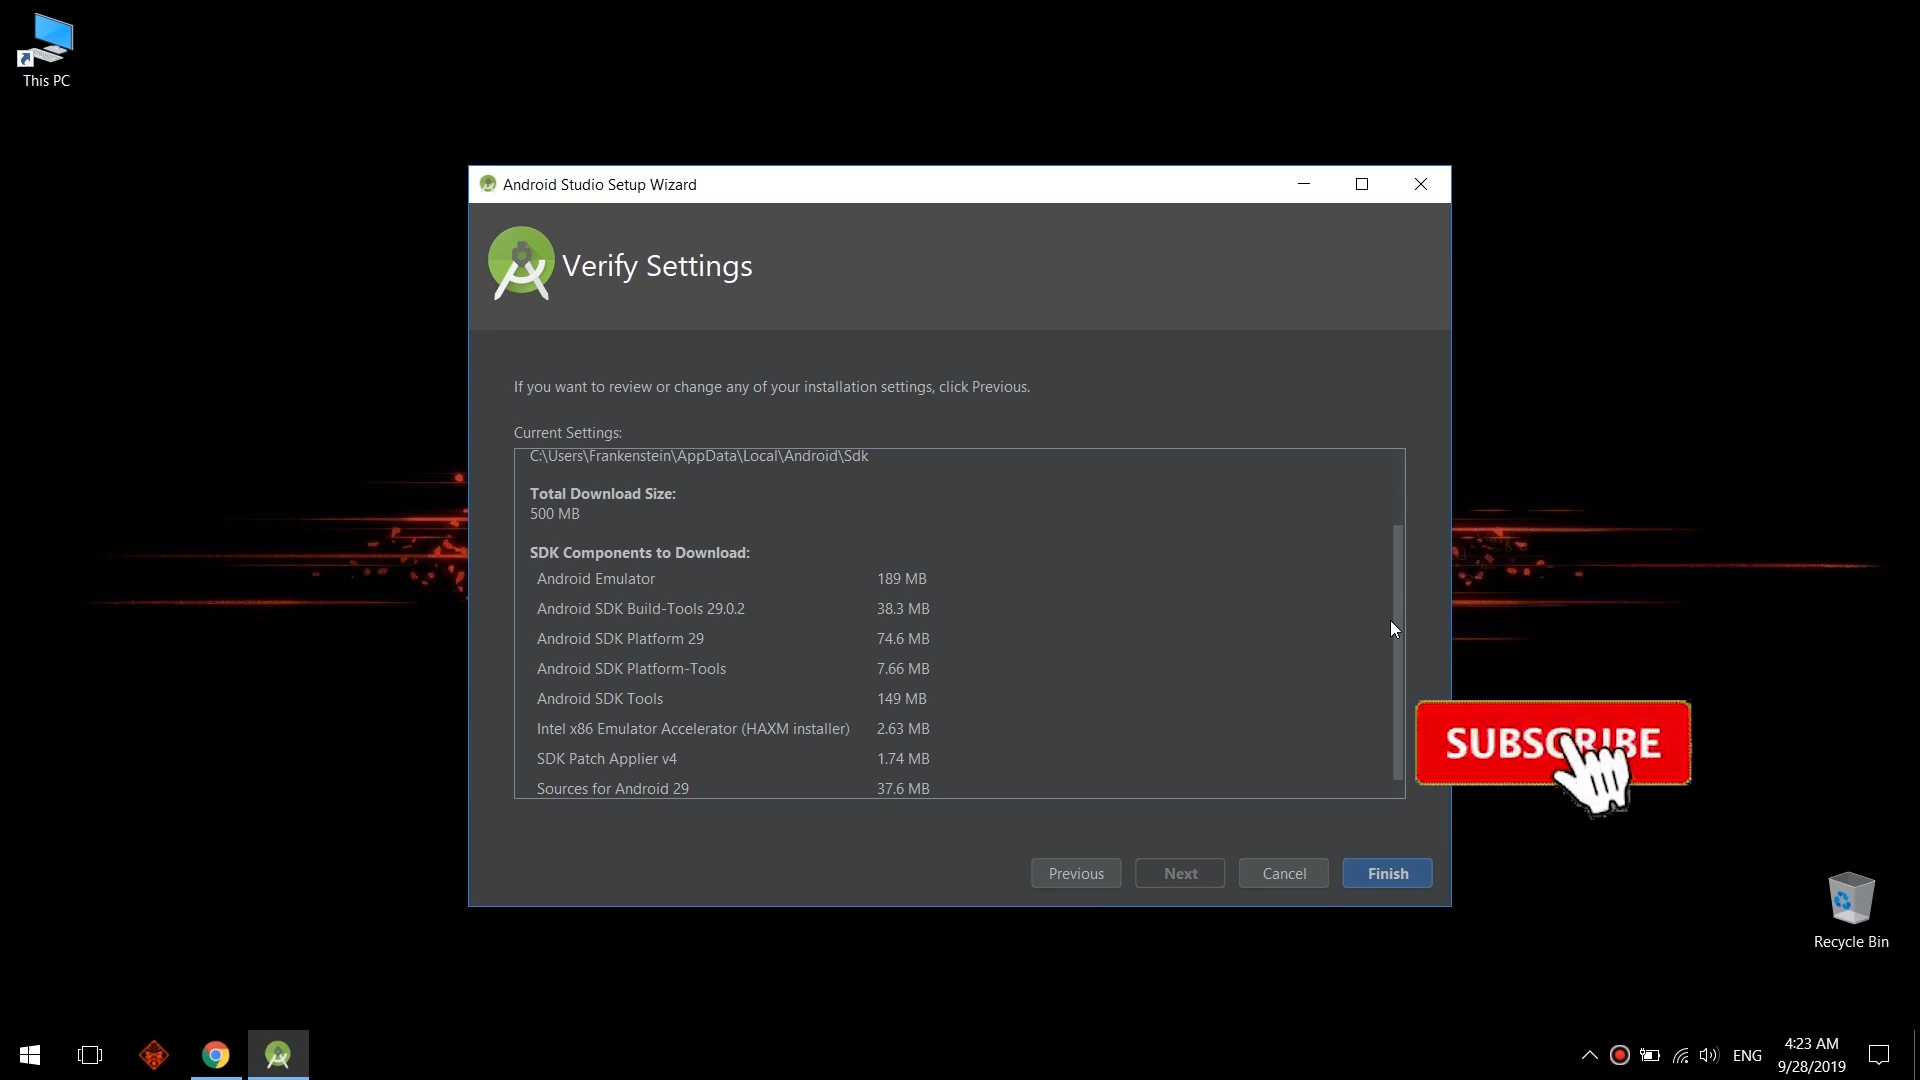 This PC
Android Studio Setup Wizard
Verify Settings
If you want to review or change any of your installation settings, click Previous.
Current Settings:
C:\Users\Frankenstein\AppData\Local\Android\Sdk
Total Download Size:
500 MB
SDK Components to Download:
Android Emulator 189 MB
Android SDK Build-Tools 29.0.2 38.3 MB
Android SDK Platform 29 74.6 MB
Android SDK Platform-Tools 7.66 MB
Android SDK Tools 149 MB
Intel x86 Emulator Accelerator (HAXM installer) 2.63 MB
SDK Patch Applier v4 1.74 MB
Sources for Android 29 37.6 MB
SUBSCRIBE
Previous Next Cancel Finish
Recycle Bin
ENG
4:23 AM
9/28/2019